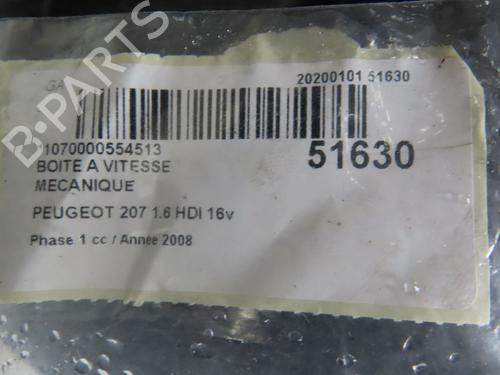 20200101 51630
1070000554513
51630
BOITE A VITESSE
MECANIQUE
PEUGEOT 207 1.6 HDI 16v
Phase 1 cc / Année 2008
B-PARTS